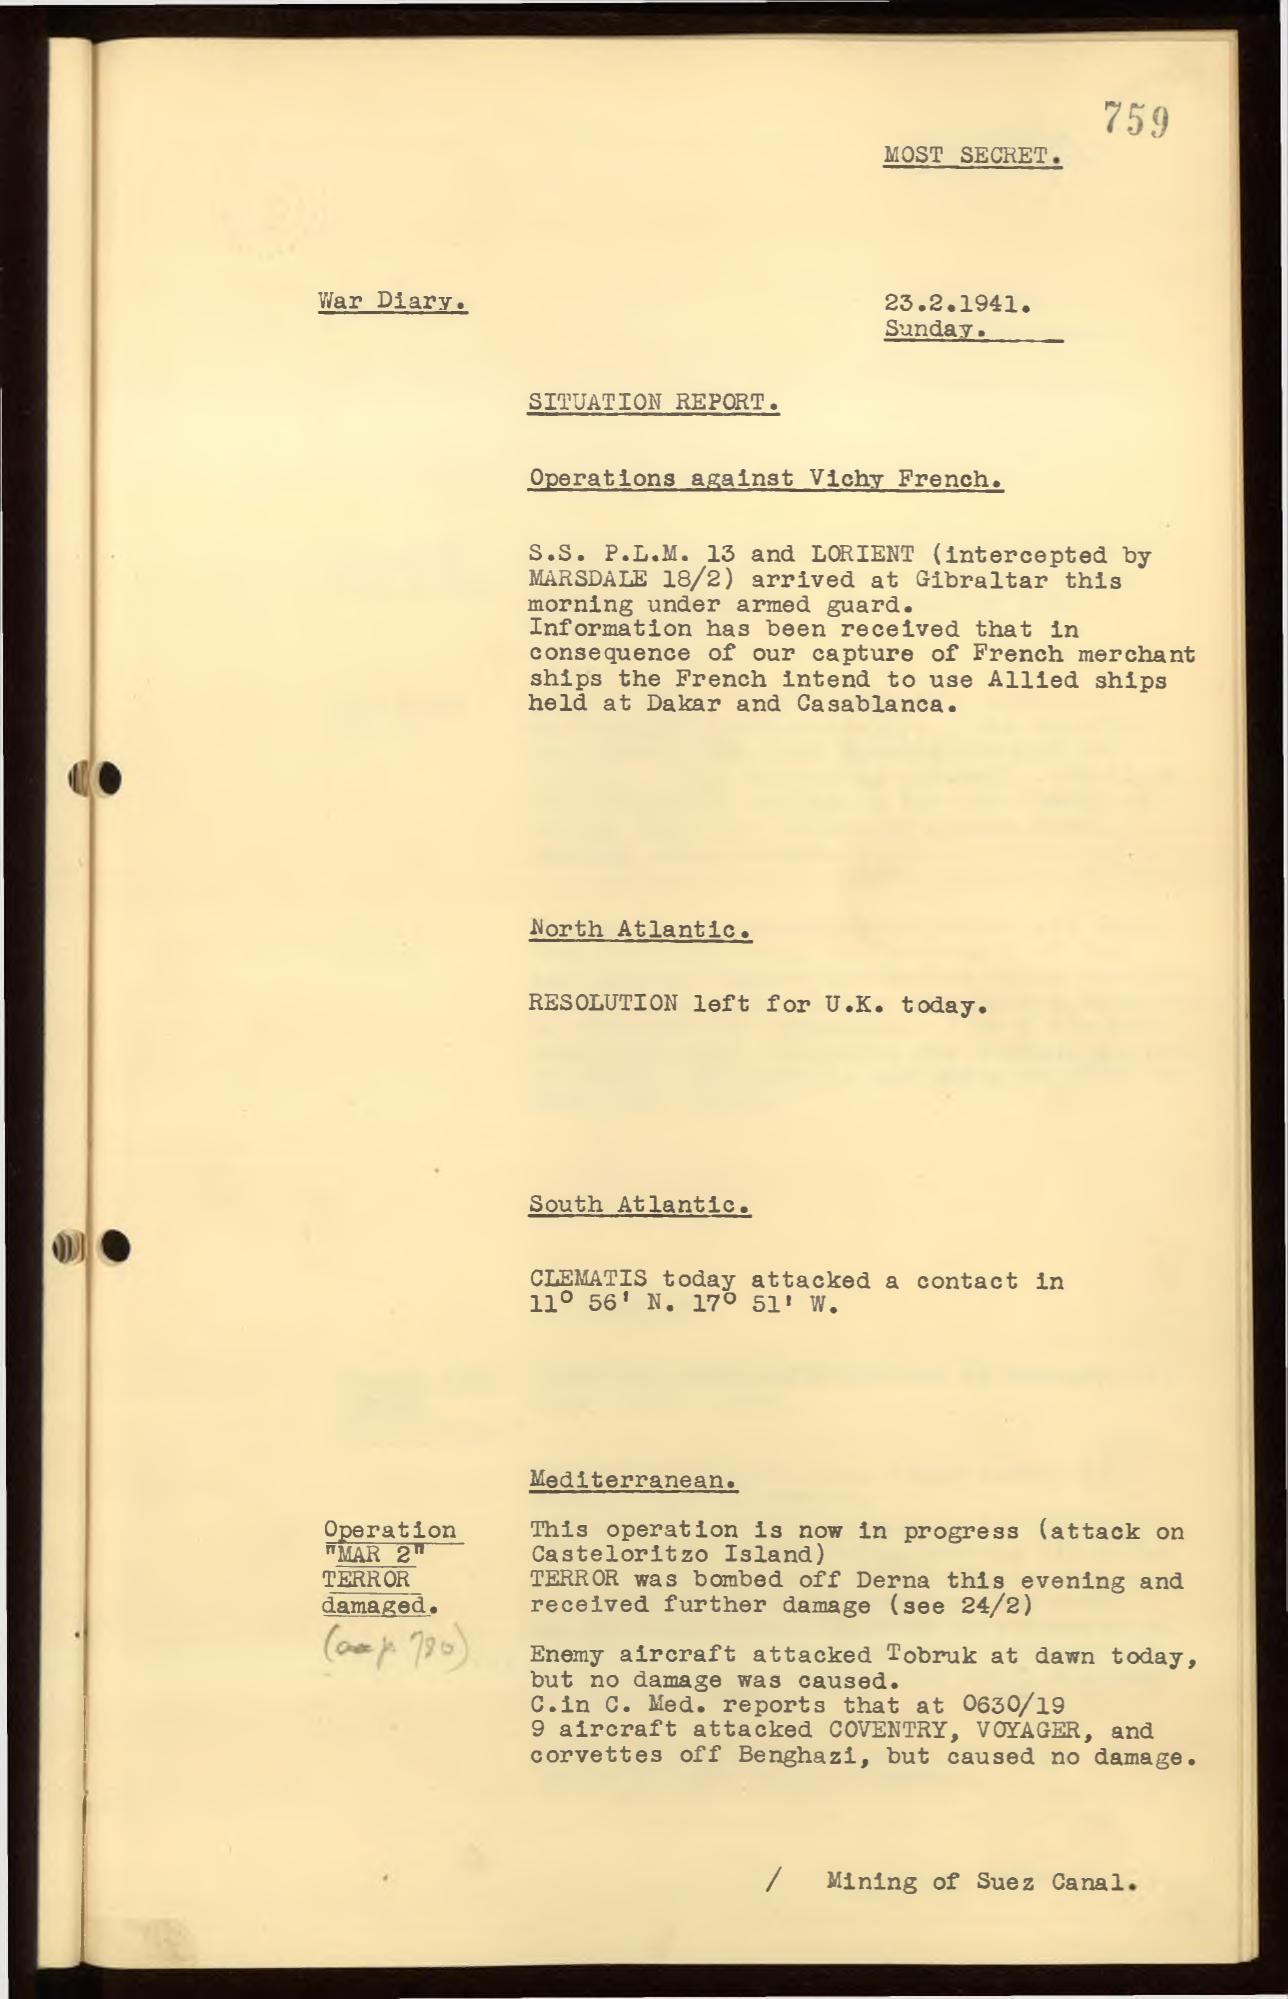 759
MOST SECRET.
War Diary.
23.2.1941.
Sunday.
SITUATION REPORT.
Operations against Vichy French.
S.S. P.L.M. 13 and LORIENT (intercepted by
MARSDALE 18/2) arrived at Gibraltar this
morning under armed guard.
Information has been received that in
consequence of our capture of French merchant
ships the French intend to use Allied ships
held at Dakar and Casablanca.
North Atlantic.
RESOLUTION left for U.K. today.
South Atlantic.
CLEMATIS today attacked a contact in
11° 56' N. 17° 51' W.
Mediterranean.
Operation
"MAR 2"
TERROR
damaged.
This operation is now in progress (attack on
Casteloritzo Island)
TERROR was bombed off Derna this evening and
received further damage (see 24/2)
Enemy aircraft attacked Tobruk at dawn today,
but no damage was caused.
C.in C. Med. reports that at 0630/19
9 aircraft attacked COVENTRY, VOYAGER, and
corvettes off Benghazi, but caused no damage.
/ Mining of Suez Canal.